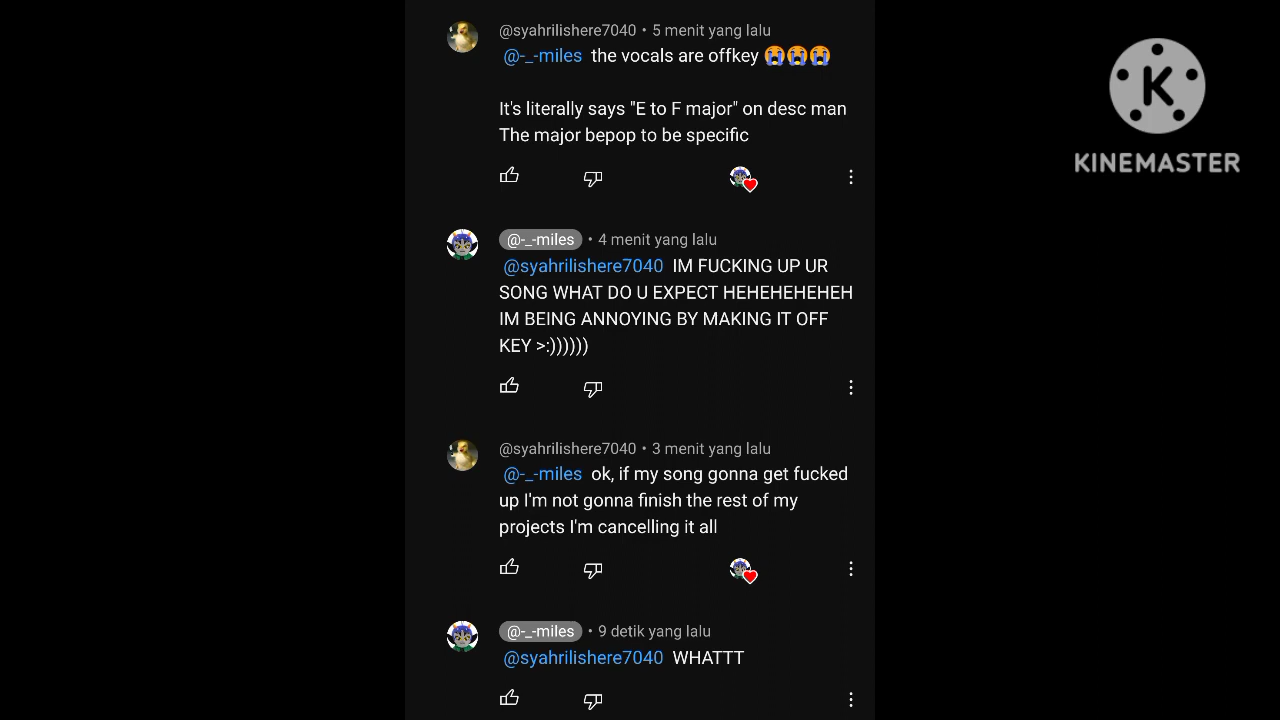 @syahrilishere7040 • 5 menit yang lalu
@-_-miles the vocals are offkey 😭😭😭
It's literally says "E to F major" on desc man
The major bepop to be specific
@-_-miles • 4 menit yang lalu
@syahrilishere7040 IM FUCKING UP UR
SONG WHAT DO U EXPECT HEHEHEHEHEH
IM BEING ANNOYING BY MAKING IT OFF
KEY >:))))))
@syahrilishere7040 • 3 menit yang lalu
@-_-miles ok, if my song gonna get fucked
up I'm not gonna finish the rest of my
projects I'm cancelling it all
@-_-miles • 9 detik yang lalu
@syahrilishere7040 WHATTT
K
KINEMASTER